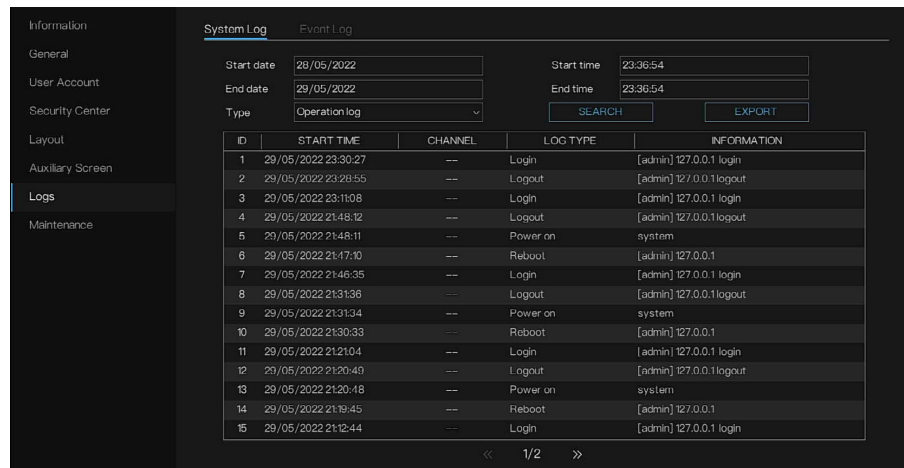 Information
General
User Account
Security Center
Layout
Auxiliary Screen
Logs
Maintenance
System Log Event Log
Start date 28/05/2022 Start time 23:36:54
End date 29/05/2022 End time 23:36:54
Type Operation log SEARCH EXPORT
ID START TIME CHANNEL LOG TYPE INFORMATION
1 29/05/2022 23:30:27 -- Login [admin] 127.0.0.1 login
2 29/05/2022 23:28:55 -- Logout [admin] 127.0.0.1 logout
3 29/05/2022 23:11:08 -- Login [admin] 127.0.0.1 login
4 29/05/2022 21:48:12 -- Logout [admin] 127.0.0.1 logout
5 29/05/2022 21:48:11 -- Power on system
6 29/05/2022 21:47:10 -- Reboot [admin] 127.0.0.1
7 29/05/2022 21:46:35 -- Login [admin] 127.0.0.1 login
8 29/05/2022 21:31:36 -- Logout [admin] 127.0.0.1 logout
9 29/05/2022 21:31:34 -- Power on system
10 29/05/2022 21:30:33 -- Reboot [admin] 127.0.0.1
11 29/05/2022 21:21:04 -- Login [admin] 127.0.0.1 login
12 29/05/2022 21:20:49 -- Logout [admin] 127.0.0.1 logout
13 29/05/2022 21:20:48 -- Power on system
14 29/05/2022 21:19:45 -- Reboot [admin] 127.0.0.1
15 29/05/2022 21:12:44 -- Login [admin] 127.0.0.1 login
« 1/2 »